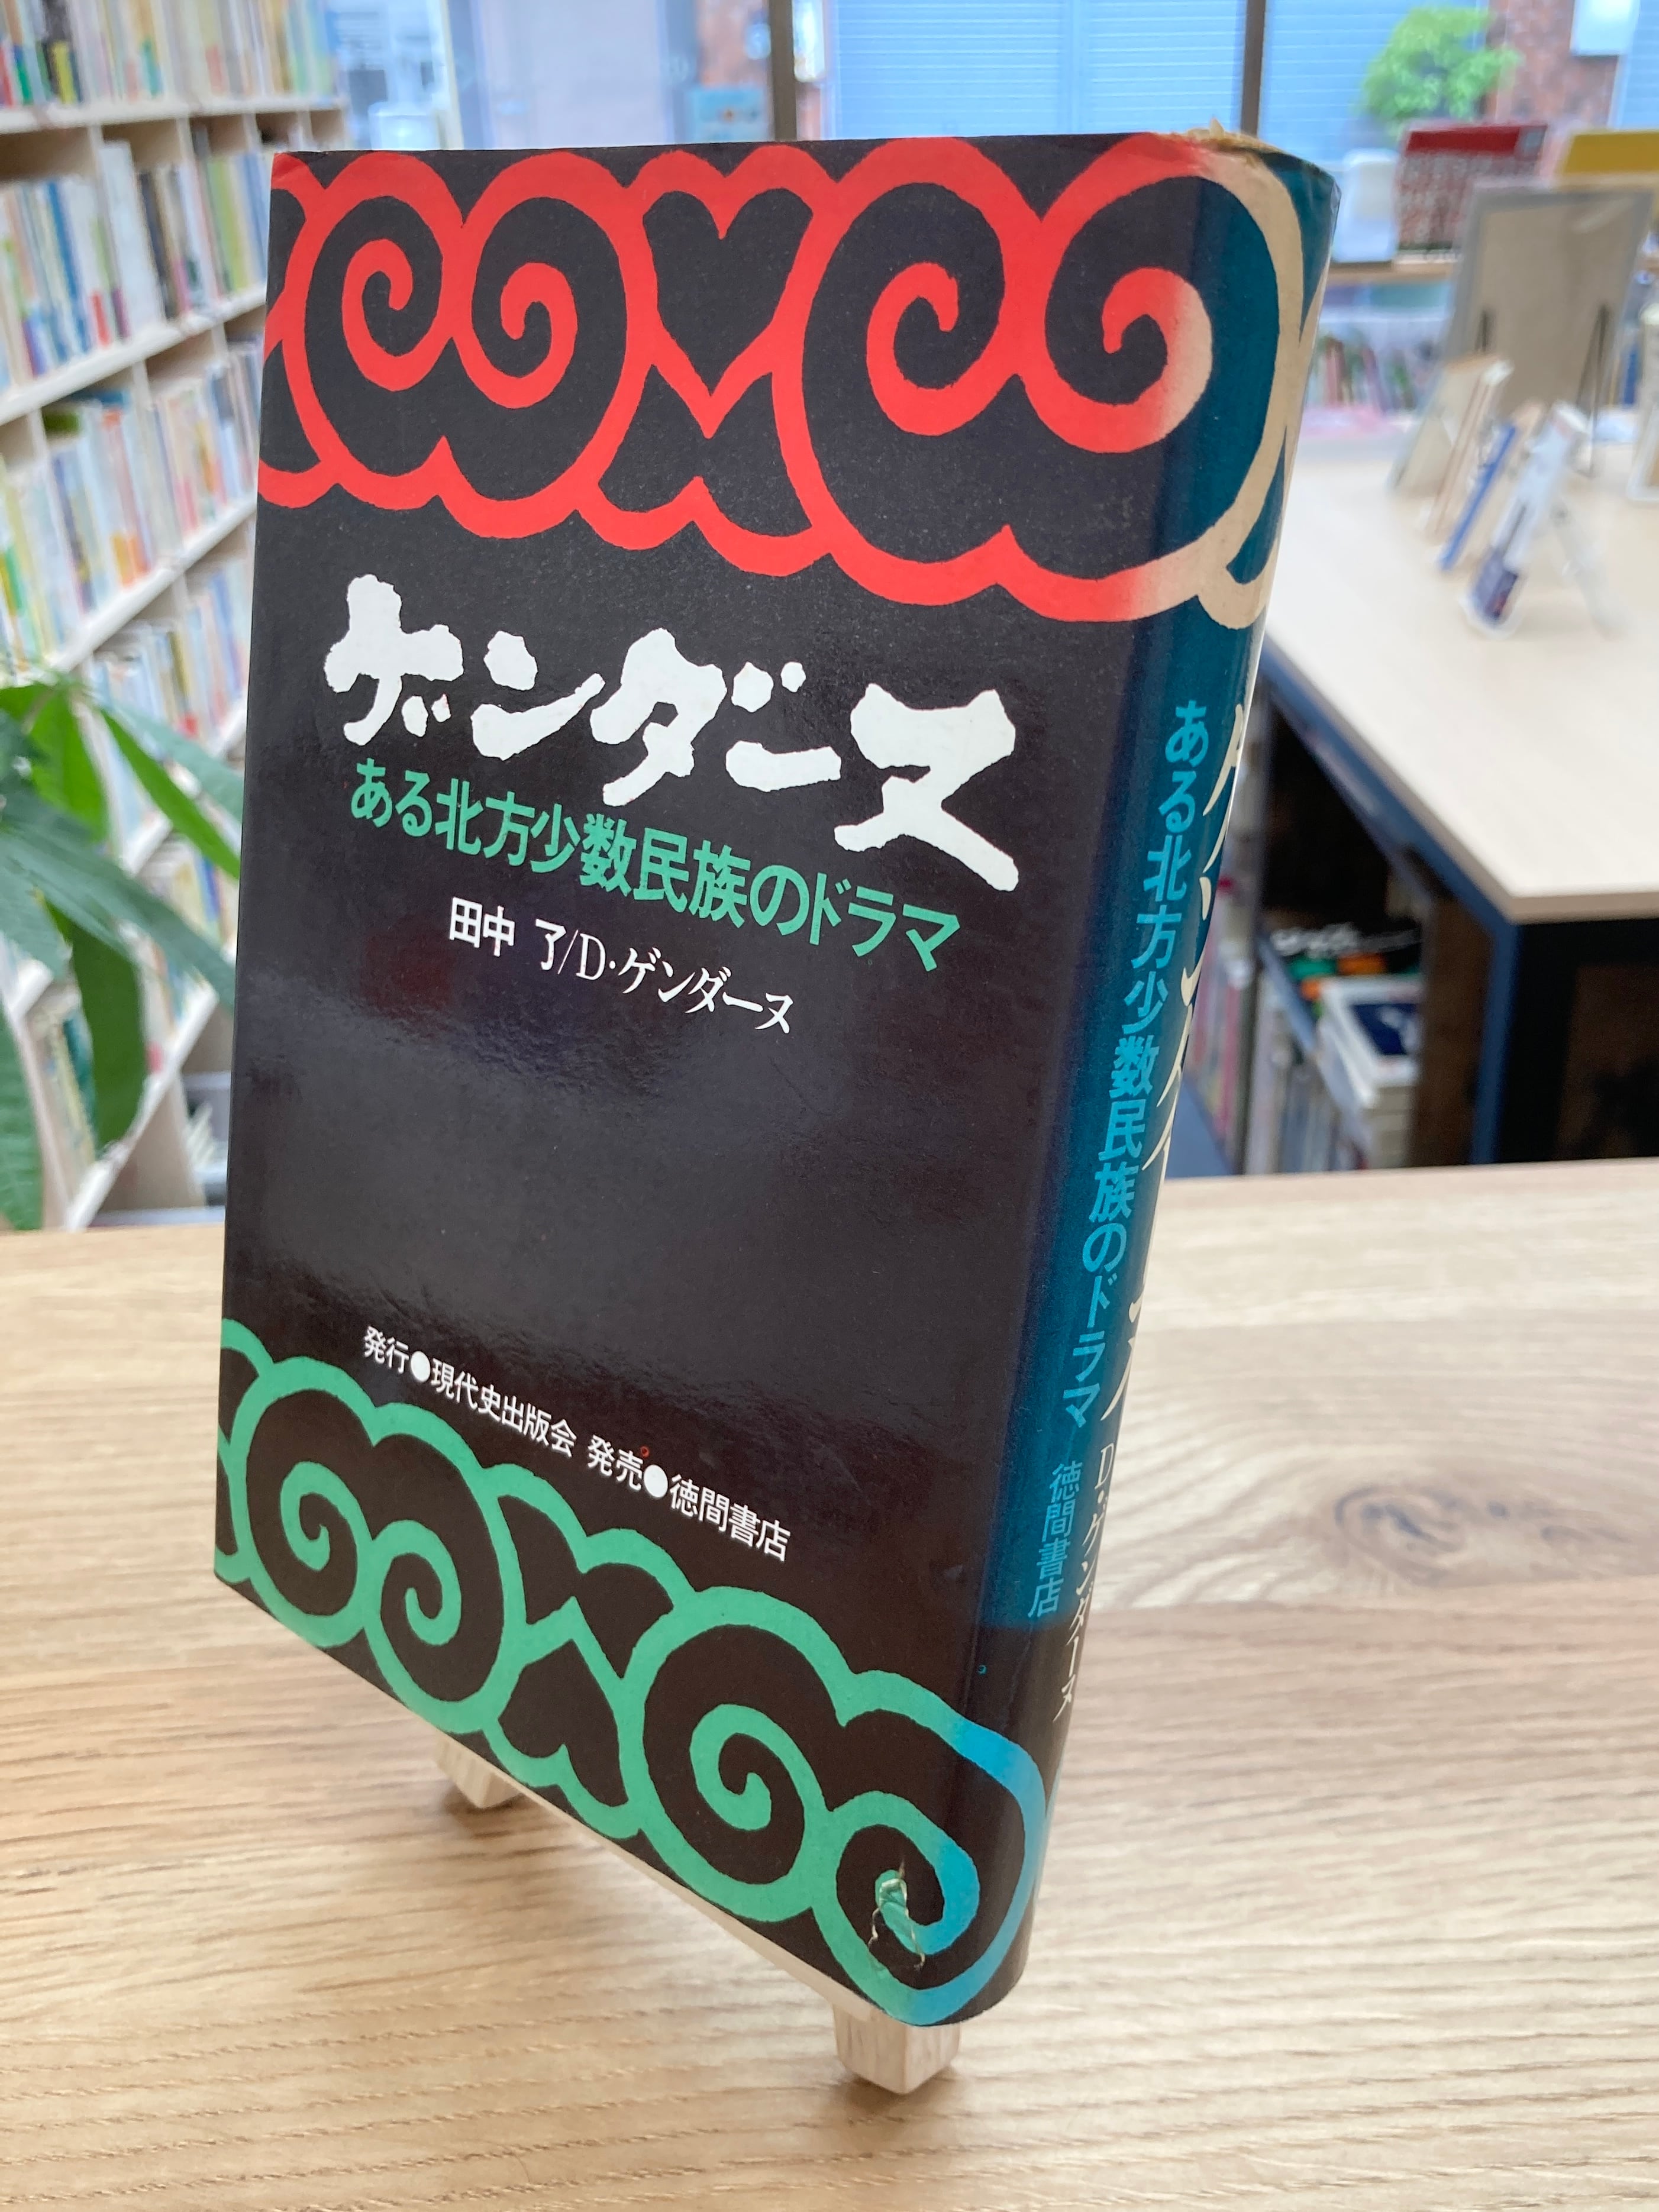 ゲンダーヌ
ある北方少数民族のドラマ
田中 了/D・ゲンダーヌ
発行●現代史出版会 発売●徳間書店
ある北方少数民族のドラマ
D・ゲンダーヌ
徳間書店